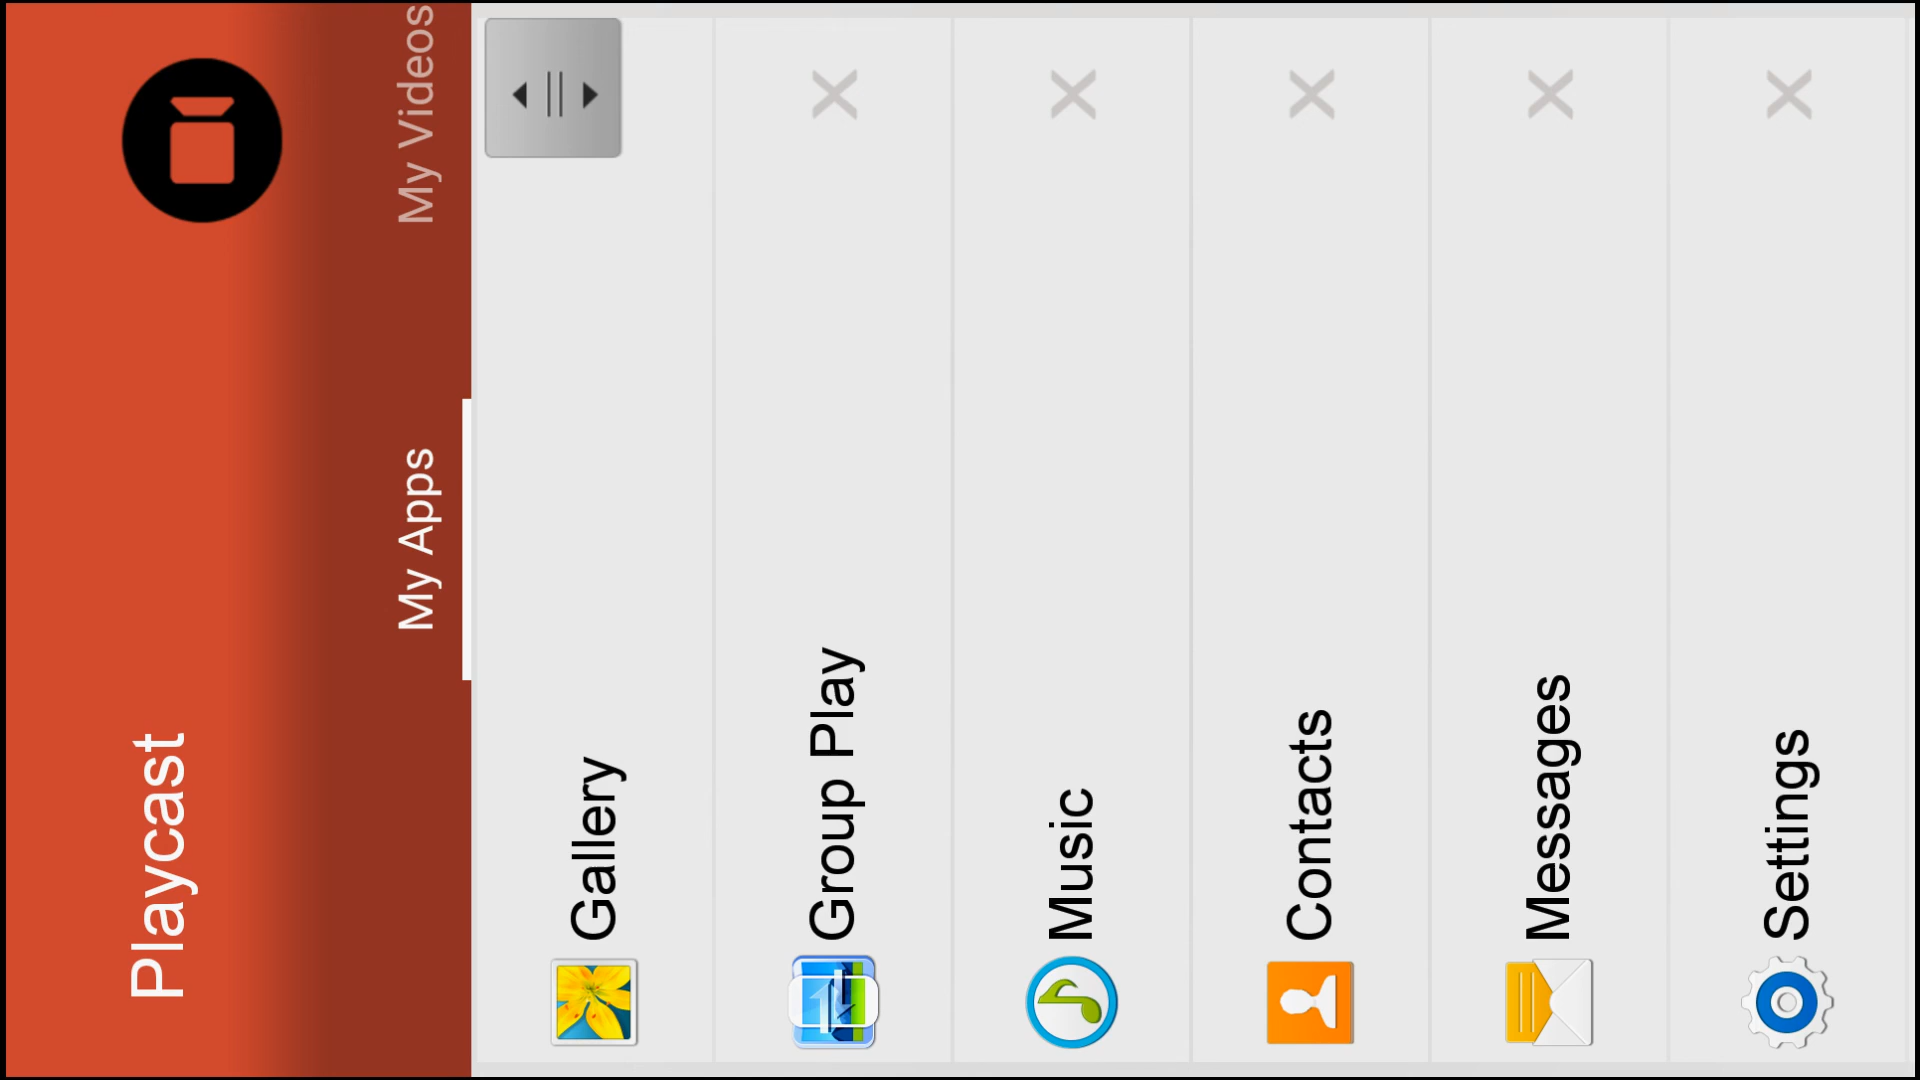 Playcast
My Apps
My Videos
Gallery
Group Play
Music
Contacts
Messages
Settings